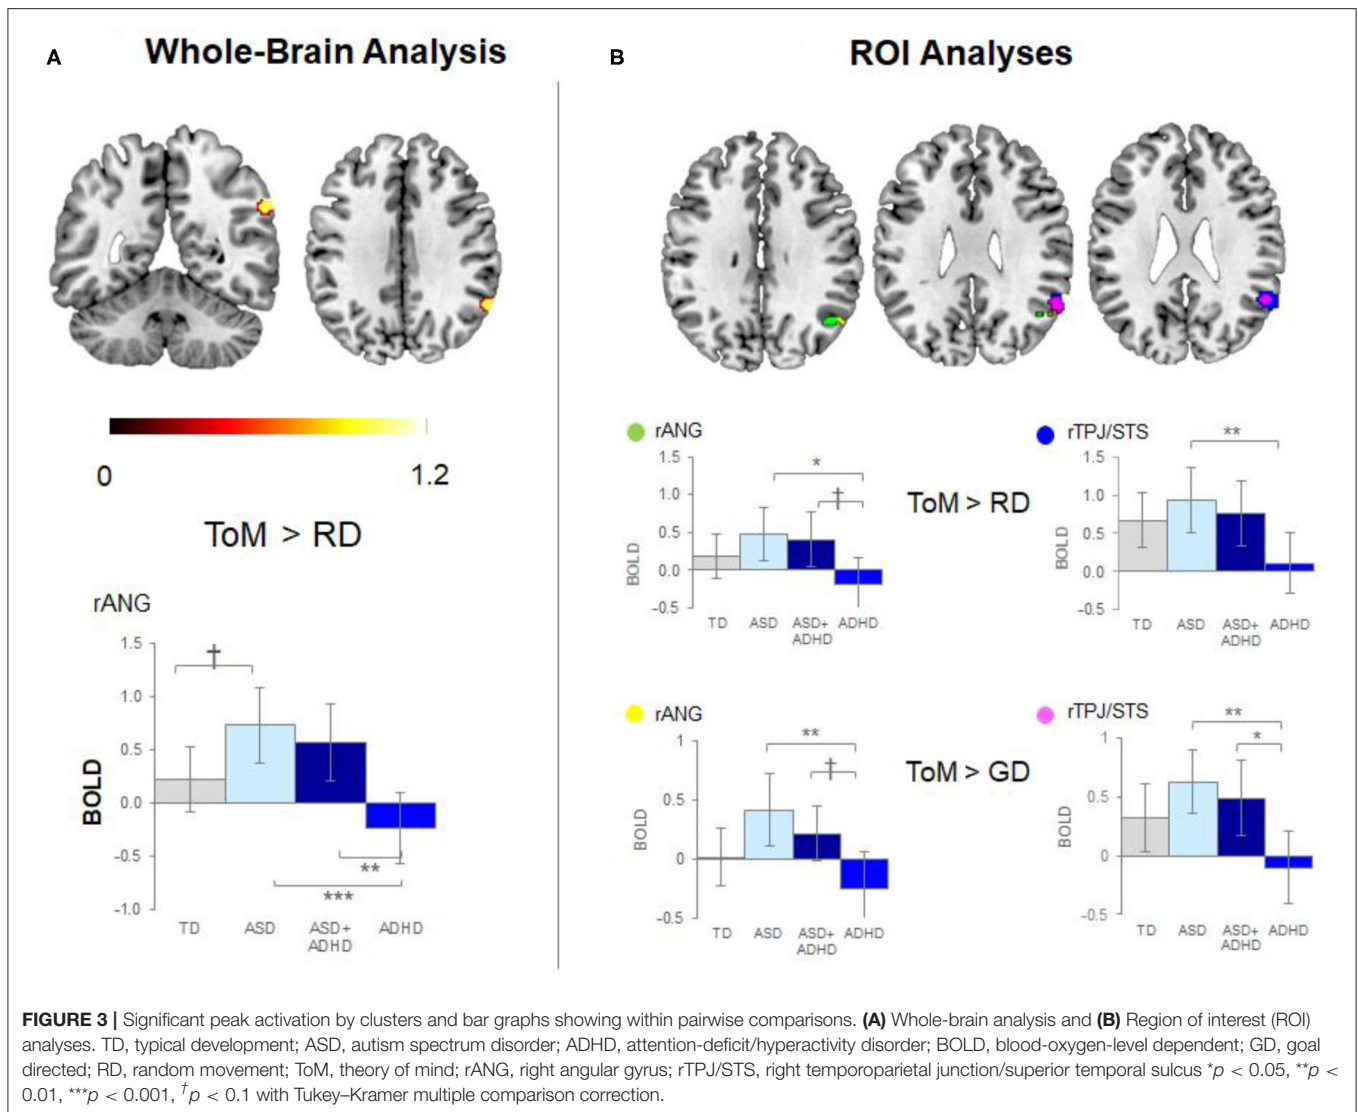 A
Whole-Brain Analysis
0
1.2
ToM > RD
rANG
BOLD
1.5
1.0
0.5
0.0
-0.5
-1.0
†
**
***
TD
ASD
ASD+
ADHD
ADHD
B
ROI Analyses
rANG
BOLD
1.5
1.0
0.5
0.0
-0.5
*
†
TD
ASD
ASD+
ADHD
ADHD
ToM > RD
rTPJ/STS
BOLD
1.5
1.0
0.5
0.0
-0.5
**
TD
ASD
ASD+
ADHD
ADHD
rANG
BOLD
1
0.5
0
-0.5
**
†
TD
ASD
ASD+
ADHD
ADHD
ToM > GD
rTPJ/STS
BOLD
1
0.5
0
-0.5
**
*
TD
ASD
ASD+
ADHD
ADHD
FIGURE 3 | Significant peak activation by clusters and bar graphs showing within pairwise comparisons. (A) Whole-brain analysis and (B) Region of interest (ROI)
analyses. TD, typical development; ASD, autism spectrum disorder; ADHD, attention-deficit/hyperactivity disorder; BOLD, blood-oxygen-level dependent; GD, goal
directed; RD, random movement; ToM, theory of mind; rANG, right angular gyrus; rTPJ/STS, right temporoparietal junction/superior temporal sulcus *p < 0.05, **p <
0.01, ***p < 0.001, †p < 0.1 with Tukey–Kramer multiple comparison correction.